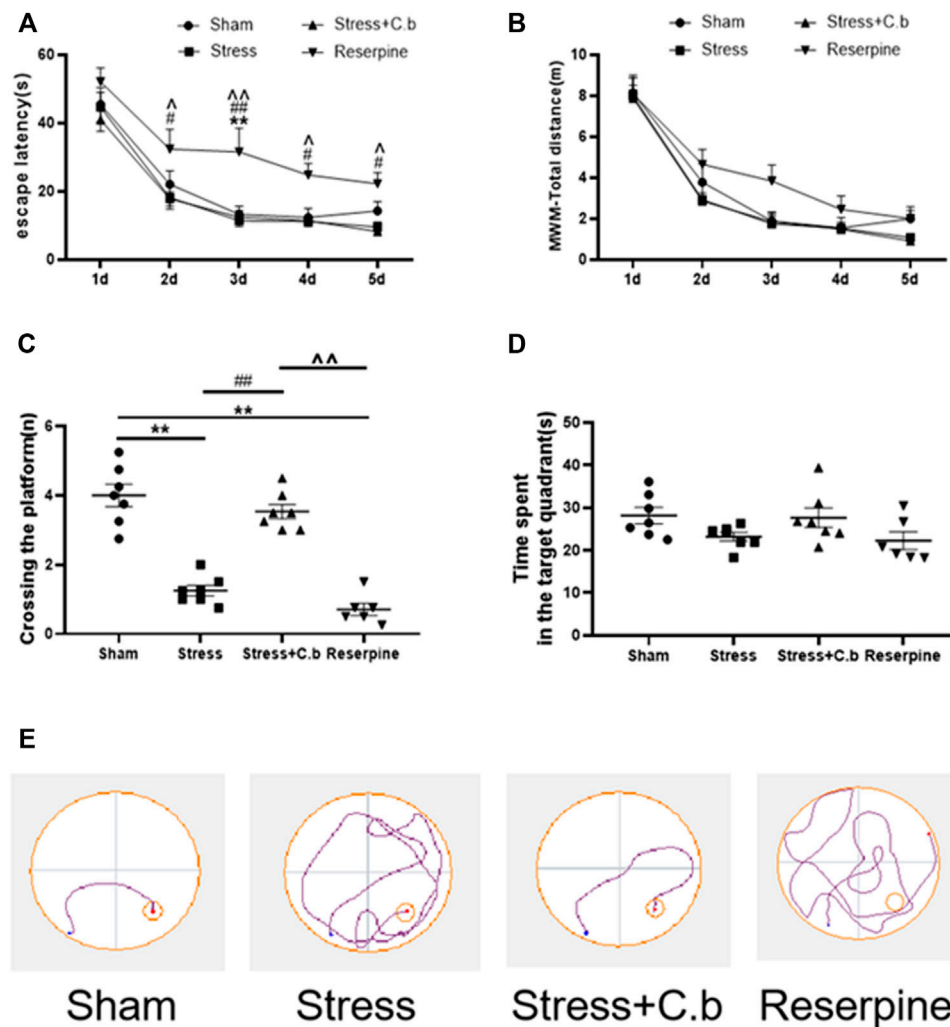 A
Sham
Stress+C.b
Stress
Reserpine
escape latency(s)
60
40
20
0
^
#
^^
##
**
^
#
^
#
1d
2d
3d
4d
5d
B
Sham
Stress+C.b
Stress
Reserpine
MWM-Total distance(m)
10
8
6
4
2
0
1d
2d
3d
4d
5d
C
^^
##
**
**
Crossing the platform(n)
6
4
2
0
Sham
Stress
Stress+C.b
Reserpine
D
Time spent
in the target quadrant(s)
50
40
30
20
10
0
Sham
Stress
Stress+C.b
Reserpine
E
Sham
Stress
Stress+C.b
Reserpine